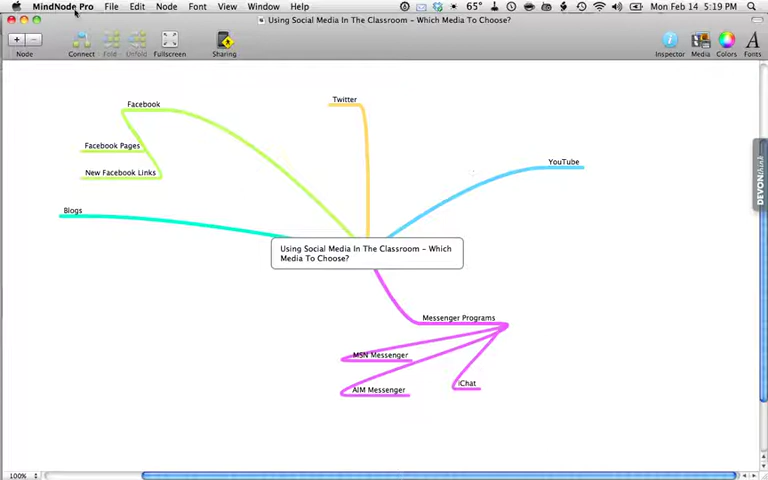 MindNode Pro File Edit Node Font View Window Help 65° Mon Feb 14 5:19 PM
Using Social Media In The Classroom – Which Media To Choose?
Node Connect Fold Unfold Fullscreen Sharing Inspector Media Colors Fonts
Facebook
Facebook Pages
New Facebook Links
Blogs
Twitter
YouTube
Using Social Media In The Classroom – Which
Media To Choose?
Messenger Programs
MSN Messenger
AIM Messenger
iChat
DEVONthink
100%